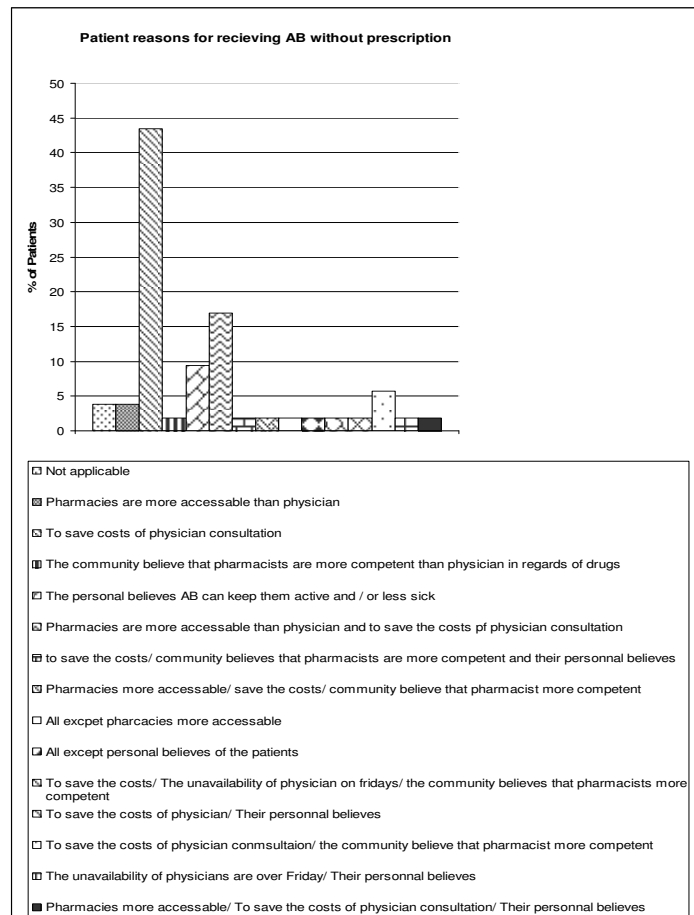 Patient reasons for recieving AB without prescription
50
45
40
35
30
25
20
15
10
5
0
% of Patients
Not applicable
Pharmacies are more accessable than physician
To save costs of physician consultation
The community believe that pharmacists are more competent than physician in regards of drugs
The personal believes AB can keep them active and / or less sick
Pharmacies are more accessable than physician and to save the costs pf physician consultation
to save the costs/ community believes that pharmacists are more competent and their personnal believes
Pharmacies more accessable/ save the costs/ community believe that pharmacist more competent
All excpet pharcacies more accessable
All except personal believes of the patients
To save the costs/ The unavailability of physician on fridays/ the community believes that pharmacists more
competent
To save the costs of physician/ Their personnal believes
To save the costs of physician conmsultaion/ the community believe that pharmacist more competent
The unavailability of physicians are over Friday/ Their personnal believes
Pharmacies more accessable/ To save the costs of physician consultation/ Their personnal believes